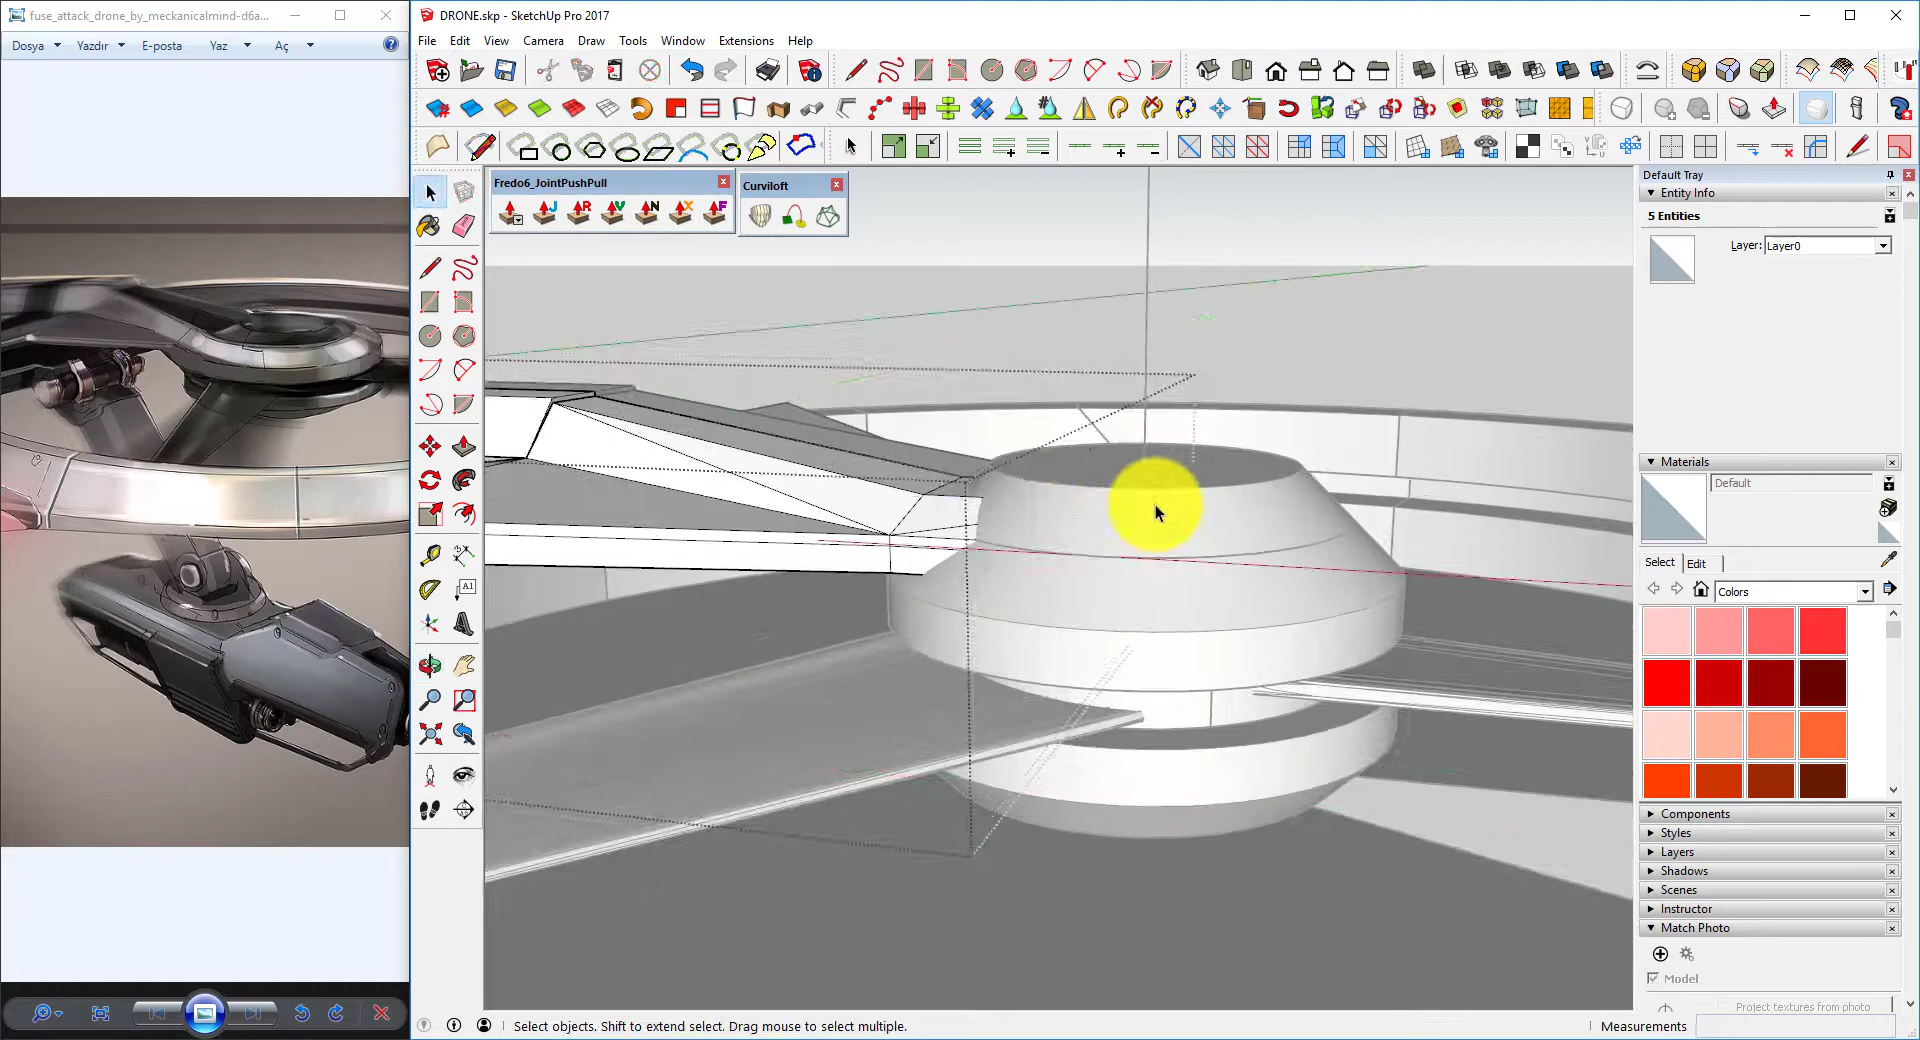 fuse_attack_drone_by_meckanicalmind-d6a...
Dosya
Yazdır
E-posta
Yaz
Aç
DRONE.skp - SketchUp Pro 2017
File Edit View Camera Draw Tools Window Extensions Help
Fredo6_JointPushPull
Curviloft
Default Tray
Entity Info
5 Entities
Layer: Layer0
Materials
Default
Select Edit
Colors
Components
Styles
Layers
Shadows
Scenes
Instructor
Match Photo
Model
Project textures from photo
Select objects. Shift to extend select. Drag mouse to select multiple.
Measurements